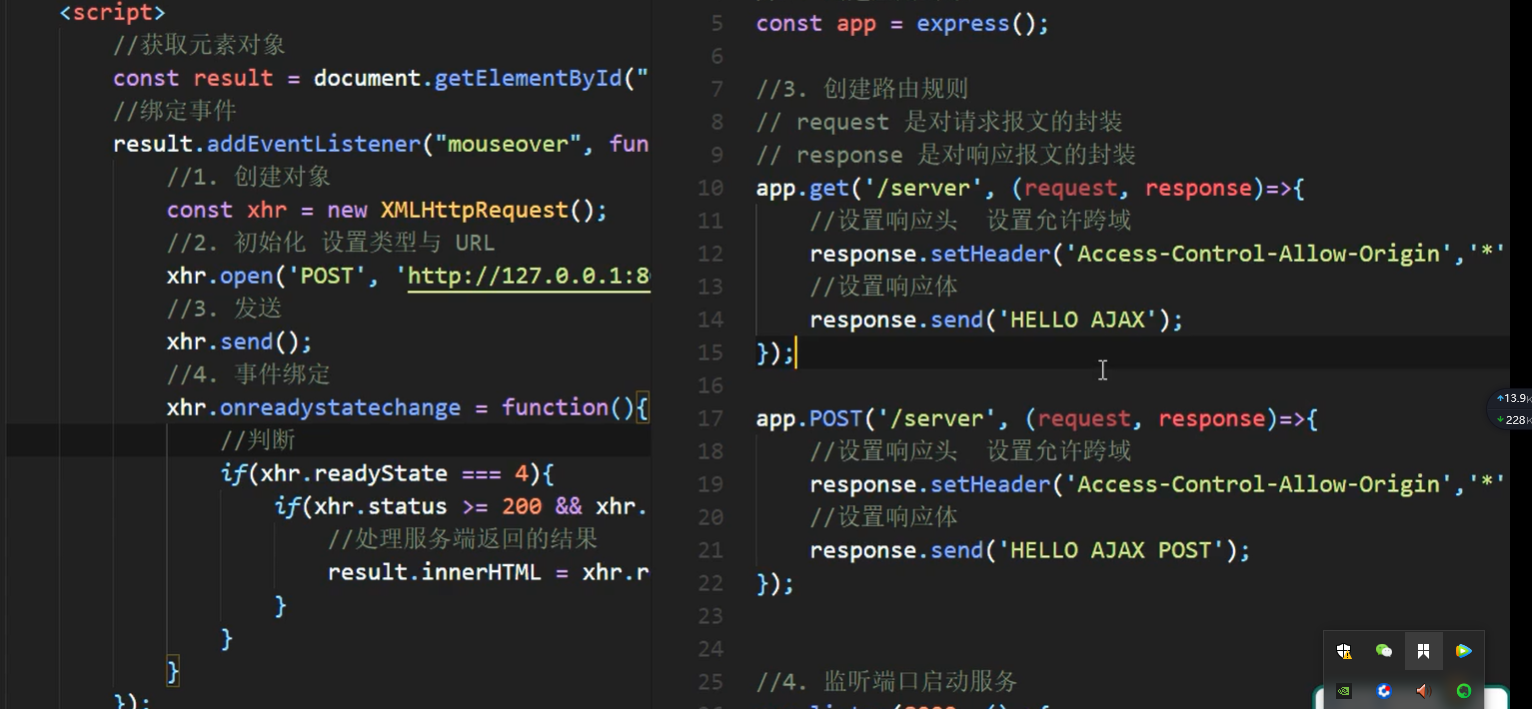 <script>
//获取元素对象
const result = document.getElementById("
//绑定事件
result.addEventListener("mouseover", fun
//1. 创建对象
const xhr = new XMLHttpRequest();
//2. 初始化 设置类型与 URL
xhr.open('POST', 'http://127.0.0.1:8
//3. 发送
xhr.send();
//4. 事件绑定
xhr.onreadystatechange = function(){
//判断
if(xhr.readyState === 4){
if(xhr.status >= 200 && xhr.
//处理服务端返回的结果
result.innerHTML = xhr.r
}
}
}
});
5 const app = express();
6
7 //3. 创建路由规则
8 // request 是对请求报文的封装
9 // response 是对响应报文的封装
10 app.get('/server', (request, response)=>{
11 //设置响应头 设置允许跨域
12 response.setHeader('Access-Control-Allow-Origin','*'
13 //设置响应体
14 response.send('HELLO AJAX');
15 });
16
17 app.POST('/server', (request, response)=>{
18 //设置响应头 设置允许跨域
19 response.setHeader('Access-Control-Allow-Origin','*'
20 //设置响应体
21 response.send('HELLO AJAX POST');
22 });
23
24
25 //4. 监听端口启动服务
↑13.9K
↓228K